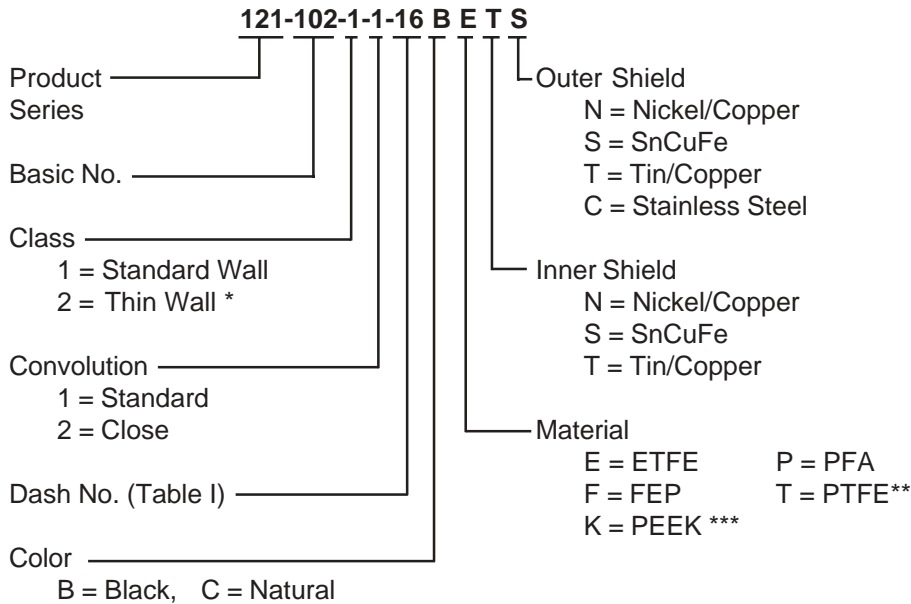 121-102-1-1-16 B E T S
Product
Series
Basic No.
Class
1 = Standard Wall
2 = Thin Wall *
Convolution
1 = Standard
2 = Close
Dash No. (Table I)
Color
B = Black, C = Natural
Outer Shield
N = Nickel/Copper
S = SnCuFe
T = Tin/Copper
C = Stainless Steel
Inner Shield
N = Nickel/Copper
S = SnCuFe
T = Tin/Copper
Material
E = ETFE P = PFA
F = FEP T = PTFE**
K = PEEK ***